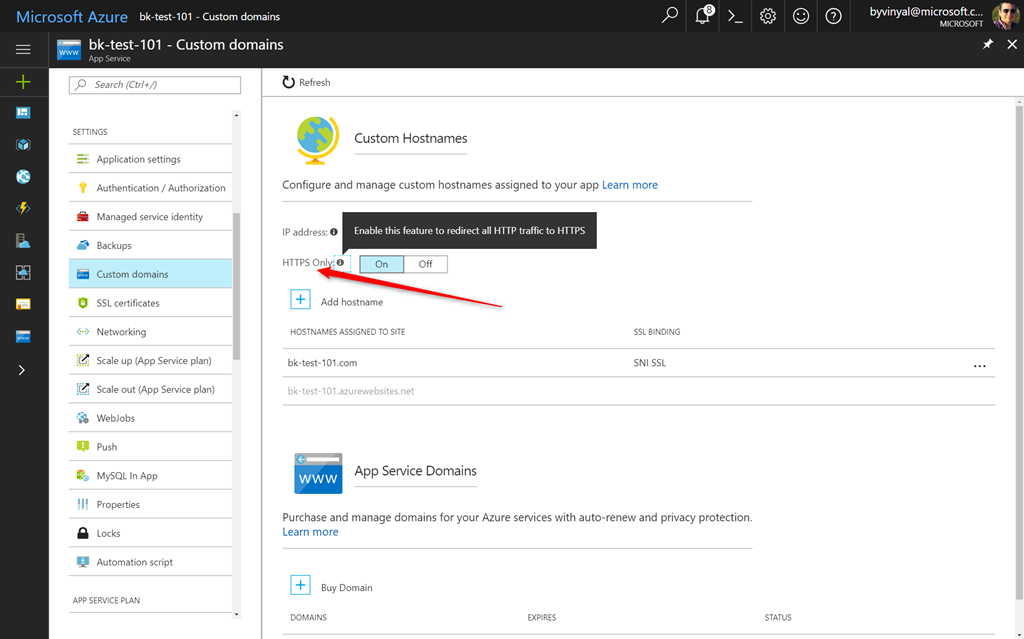 Microsoft Azure bk-test-101 - Custom domains
8
byvinyal@microsoft.c...
MICROSOFT
bk-test-101 - Custom domains
App Service
Search (Ctrl+/)
SETTINGS
Application settings
Authentication / Authorization
Managed service identity
Backups
Custom domains
SSL certificates
Networking
Scale up (App Service plan)
Scale out (App Service plan)
WebJobs
Push
MySQL In App
Properties
Locks
Automation script
APP SERVICE PLAN
Refresh
Custom Hostnames
Configure and manage custom hostnames assigned to your app Learn more
IP address:
Enable this feature to redirect all HTTP traffic to HTTPS
HTTPS Only: On Off
Add hostname
HOSTNAMES ASSIGNED TO SITE SSL BINDING
bk-test-101.com SNI SSL ...
bk-test-101.azurewebsites.net
WWW
App Service Domains
Purchase and manage domains for your Azure services with auto-renew and privacy protection.
Learn more
Buy Domain
DOMAINS EXPIRES STATUS